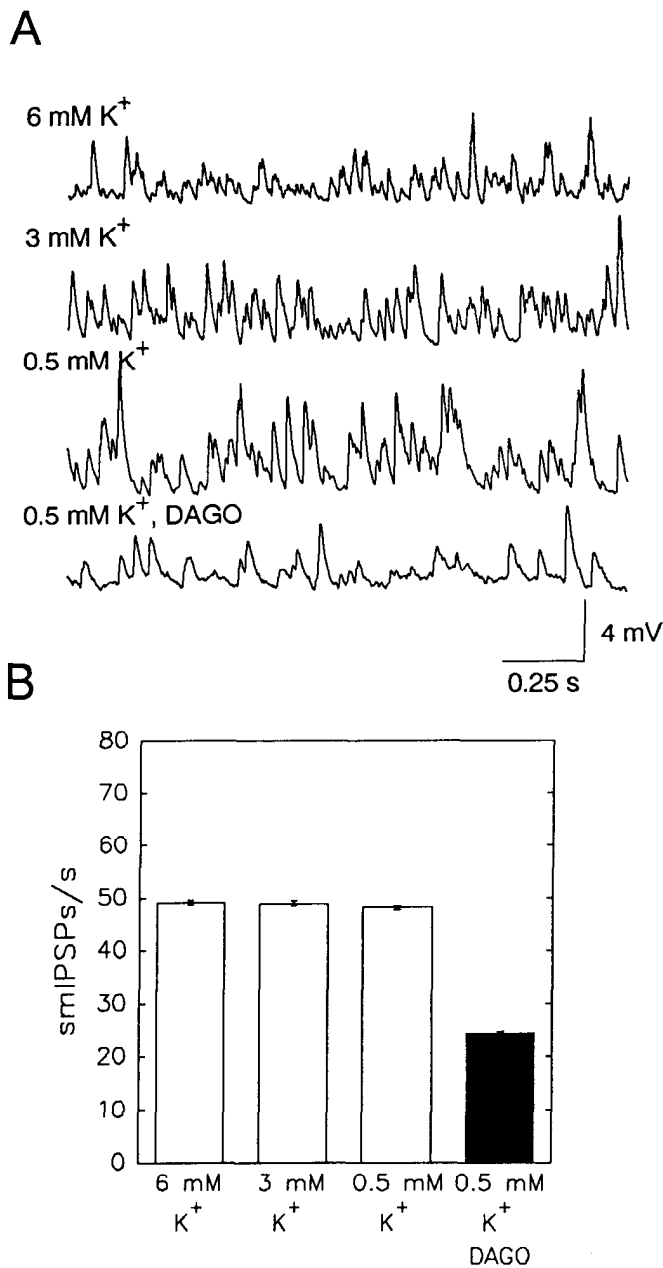 A
6 mM K+
3 mM K+
0.5 mM K+
0.5 mM K+, DAGO
4 mV
0.25 s
B
80
70
60
50
40
30
20
10
0
smIPSPs/s
6 mM 3 mM 0.5 mM 0.5 mM
K+ K+ K+ K+
DAGO